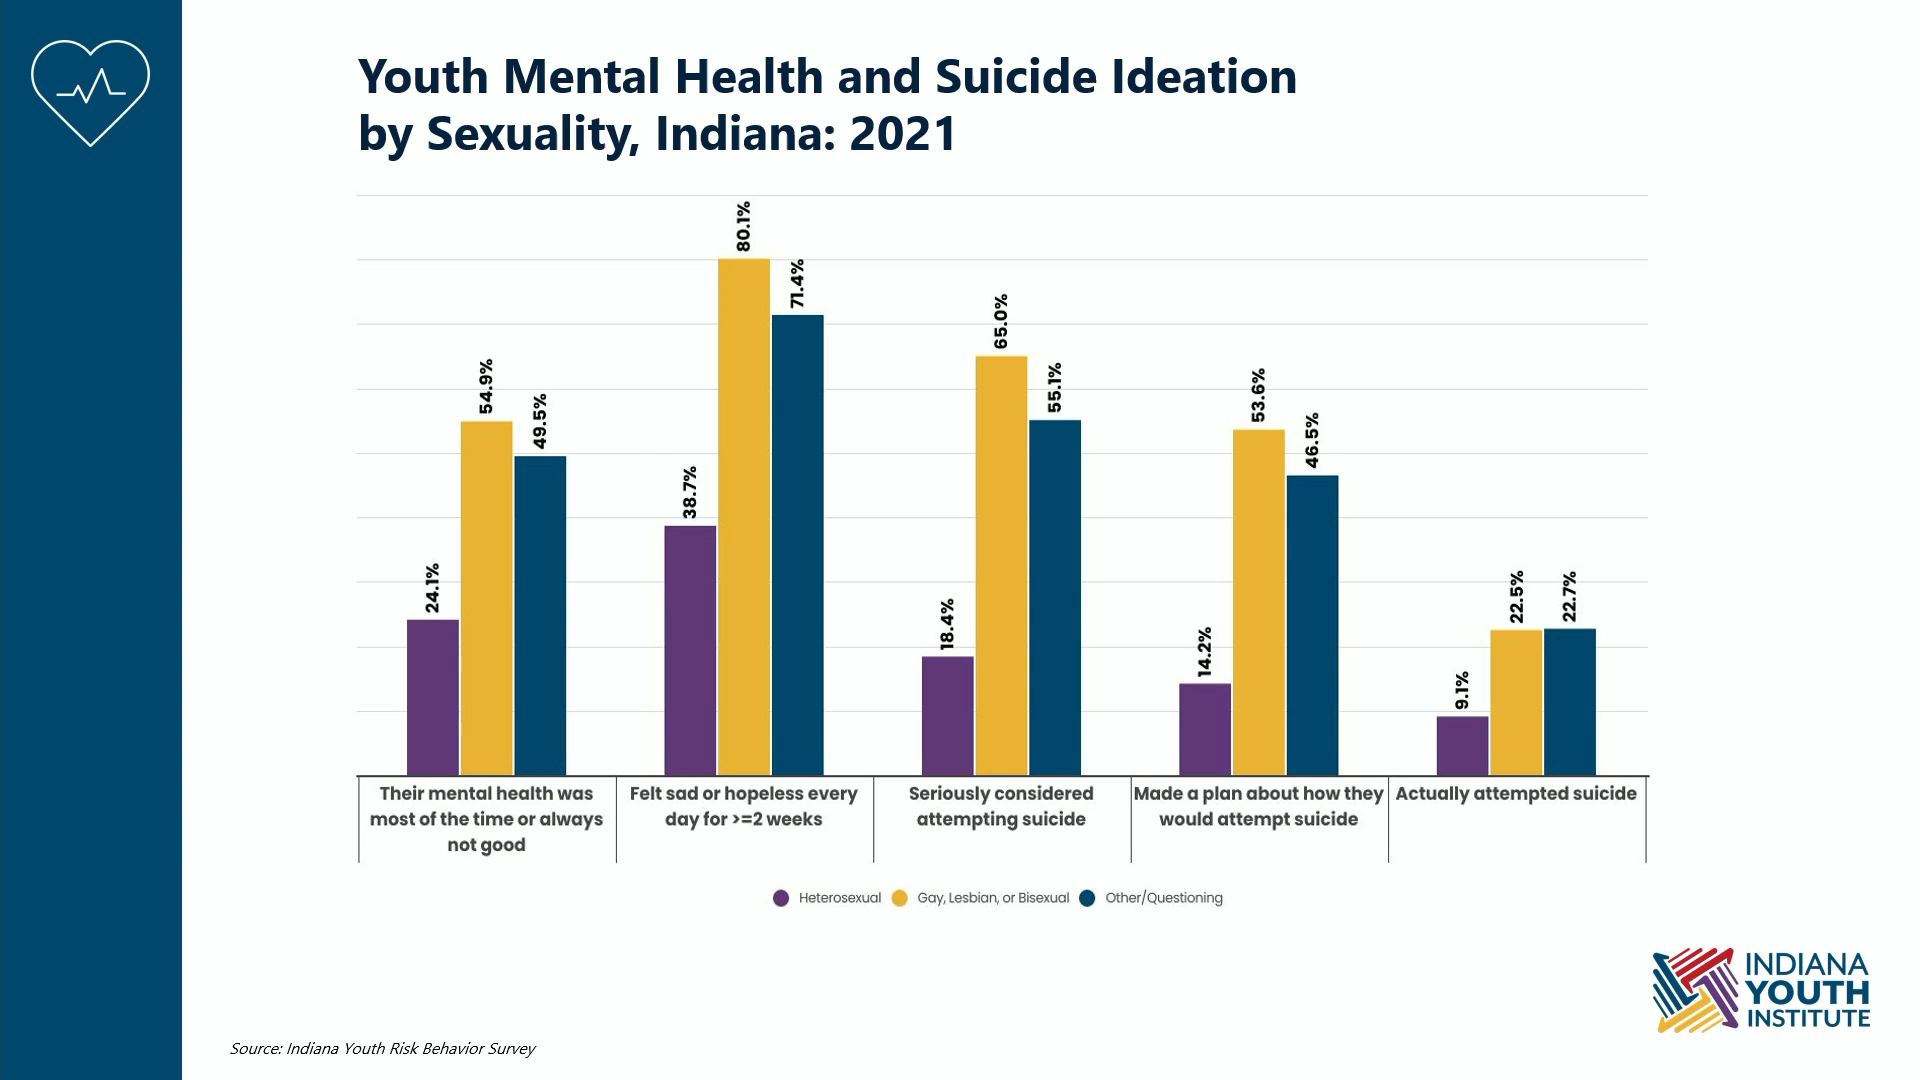 Youth Mental Health and Suicide Ideation
by Sexuality, Indiana: 2021
24.1%
54.9%
49.5%
38.7%
80.1%
71.4%
18.4%
65.0%
55.1%
14.2%
53.6%
46.5%
9.1%
22.5%
22.7%
Their mental health was
most of the time or always
not good
Felt sad or hopeless every
day for >=2 weeks
Seriously considered
attempting suicide
Made a plan about how they
would attempt suicide
Actually attempted suicide
Heterosexual
Gay, Lesbian, or Bisexual
Other/Questioning
INDIANA
YOUTH
INSTITUTE
Source: Indiana Youth Risk Behavior Survey